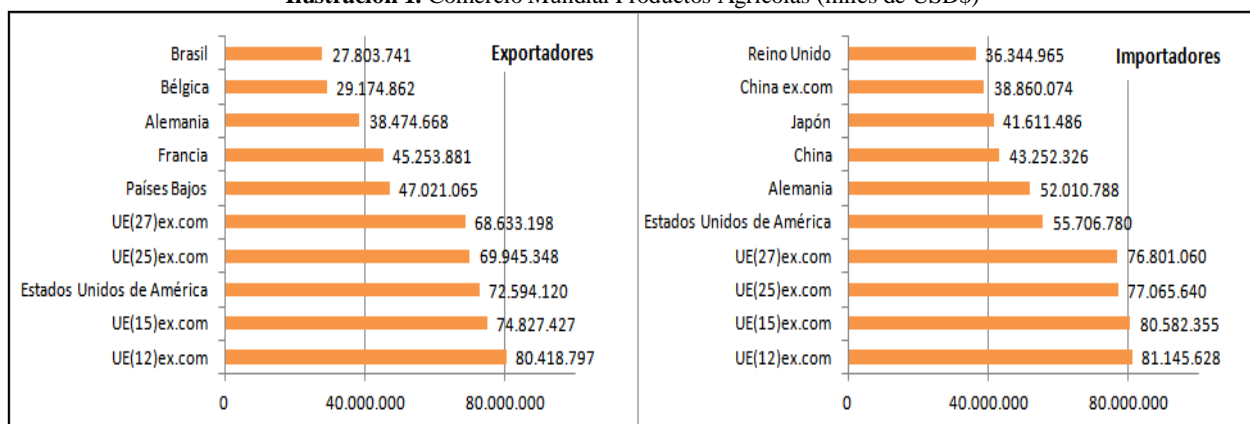 Ilustración 1. Comercio Mundial Productos Agrícolas (miles de USD$)
Exportadores
Brasil 27.803.741
Bélgica 29.174.862
Alemania 38.474.668
Francia 45.253.881
Países Bajos 47.021.065
UE(27)ex.com 68.633.198
UE(25)ex.com 69.945.348
Estados Unidos de América 72.594.120
UE(15)ex.com 74.827.427
UE(12)ex.com 80.418.797
0 40.000.000 80.000.000
Importadores
Reino Unido 36.344.965
China ex.com 38.860.074
Japón 41.611.486
China 43.252.326
Alemania 52.010.788
Estados Unidos de América 55.706.780
UE(27)ex.com 76.801.060
UE(25)ex.com 77.065.640
UE(15)ex.com 80.582.355
UE(12)ex.com 81.145.628
0 40.000.000 80.000.000